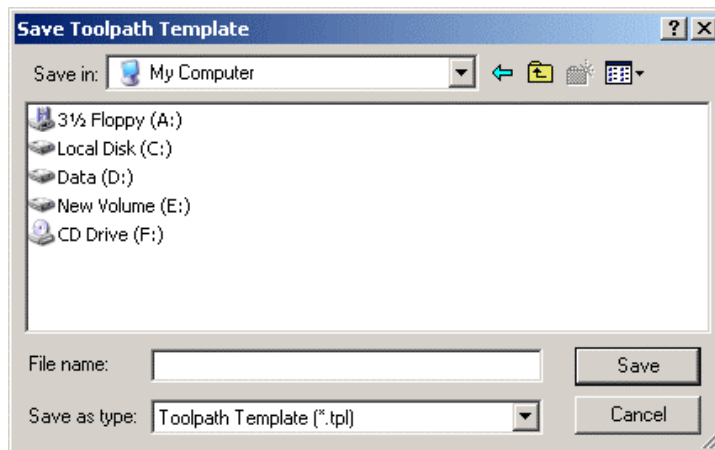 Save Toolpath Template
Save in: My Computer
3½ Floppy (A:)
Local Disk (C:)
Data (D:)
New Volume (E:)
CD Drive (F:)
File name: Save
Save as type: Toolpath Template (*.tpl) Cancel